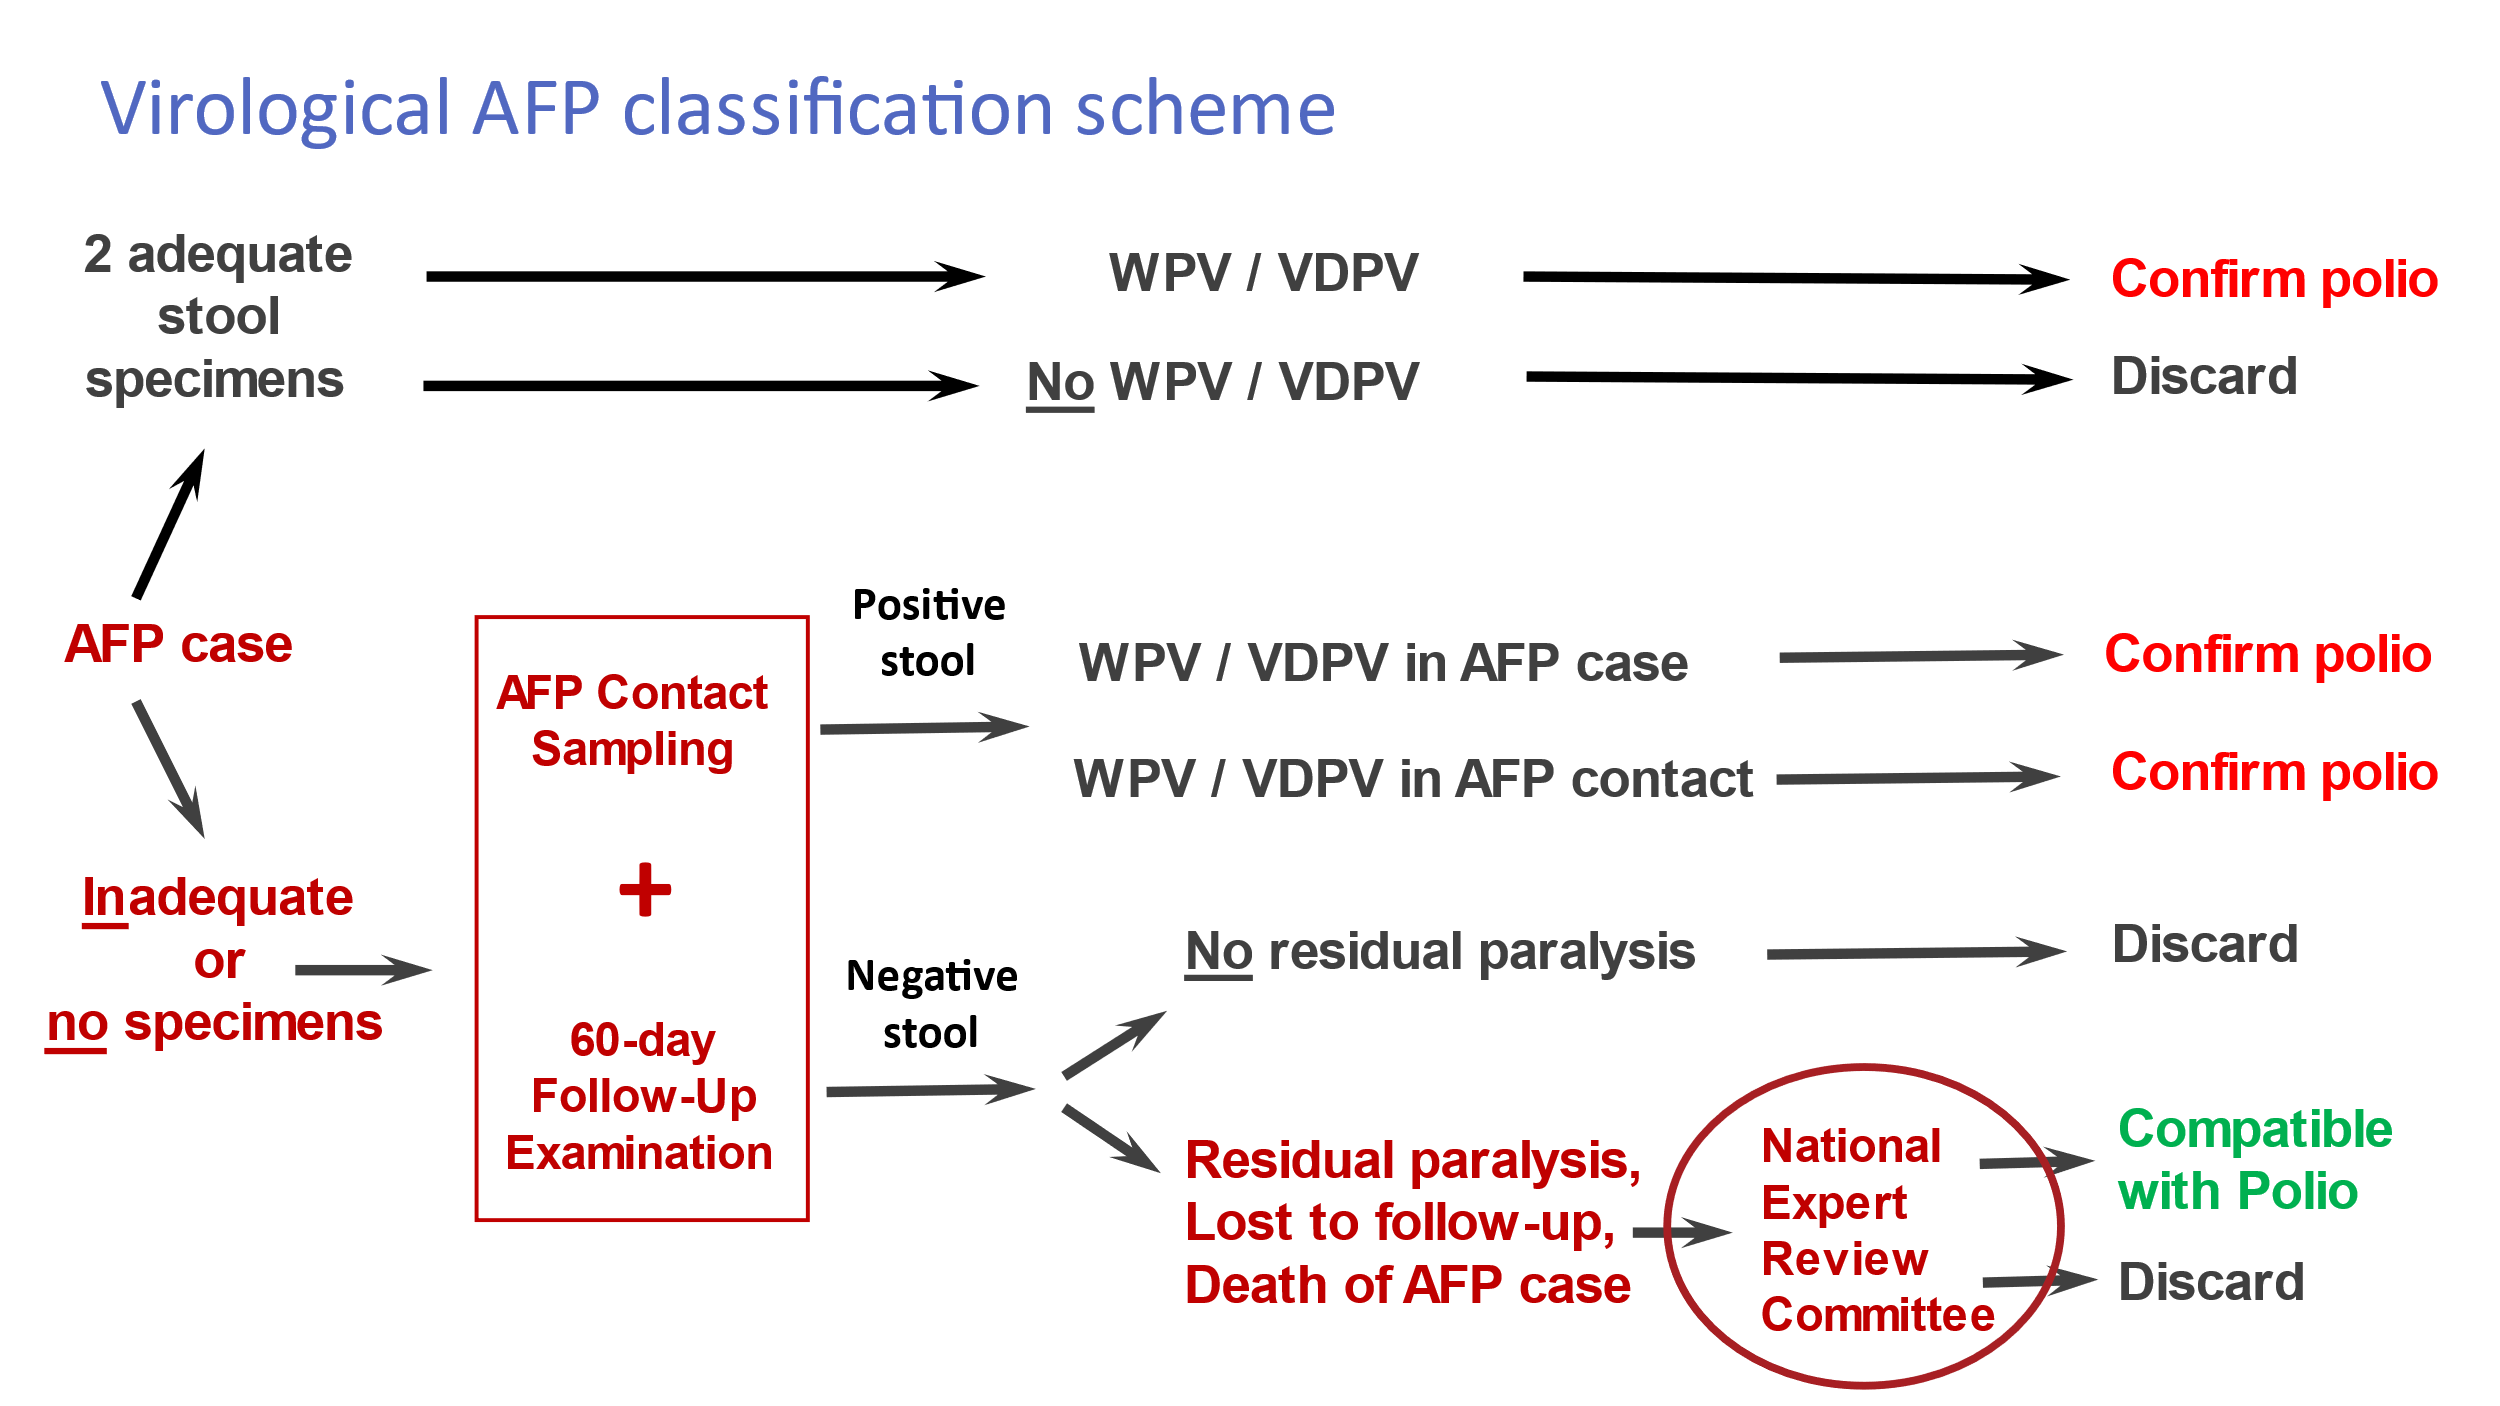 Virological AFP classification scheme
2 adequate
stool
specimens
WPV / VDPV
Confirm polio
No WPV / VDPV
Discard
AFP case
Inadequate
or
no specimens
AFP Contact
Sampling
+
60-day
Follow-Up
Examination
Positive
stool
WPV / VDPV in AFP case
Confirm polio
WPV / VDPV in AFP contact
Confirm polio
Negative
stool
No residual paralysis
Discard
Residual paralysis,
Lost to follow-up,
Death of AFP case
National
Expert
Review
Committee
Compatible
with Polio
Discard